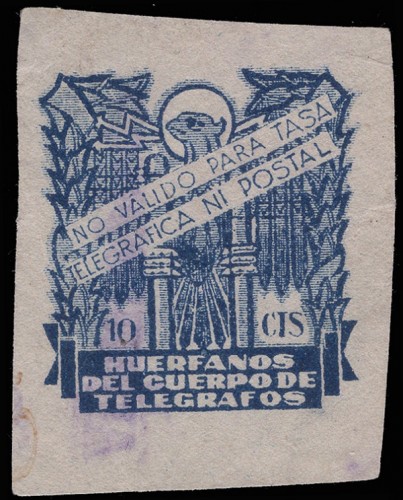 NO VALIDO PARA TASA
TELEGRAFICA NI POSTAL
10 CTS
HUERFANOS
DEL CUERPO DE
TELEGRAFOS